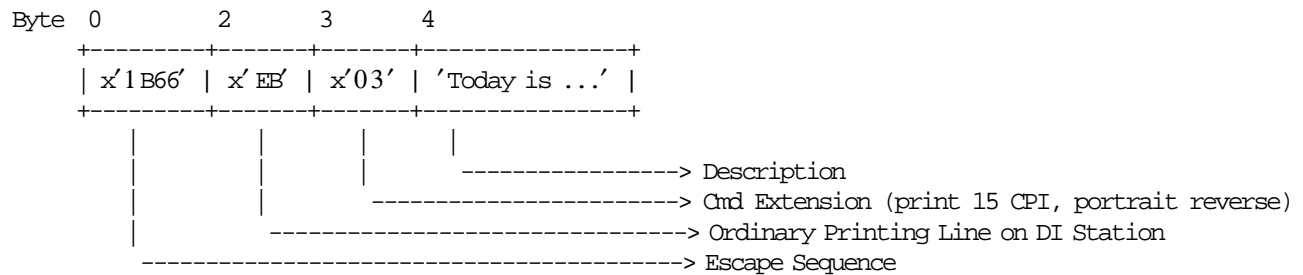 Byte 0 2 3 4
+---------+-------+-------+----------------+
| x′1B66′ | x′EB′ | x′03′ | ′Today is ...′ |
+---------+-------+-------+----------------+
| | | |
| | | -----------------> Description
| | ------------------------> Cmd Extension (print 15 CPI, portrait reverse)
| --------------------------------> Ordinary Printing Line on DI Station
------------------------------------------> Escape Sequence